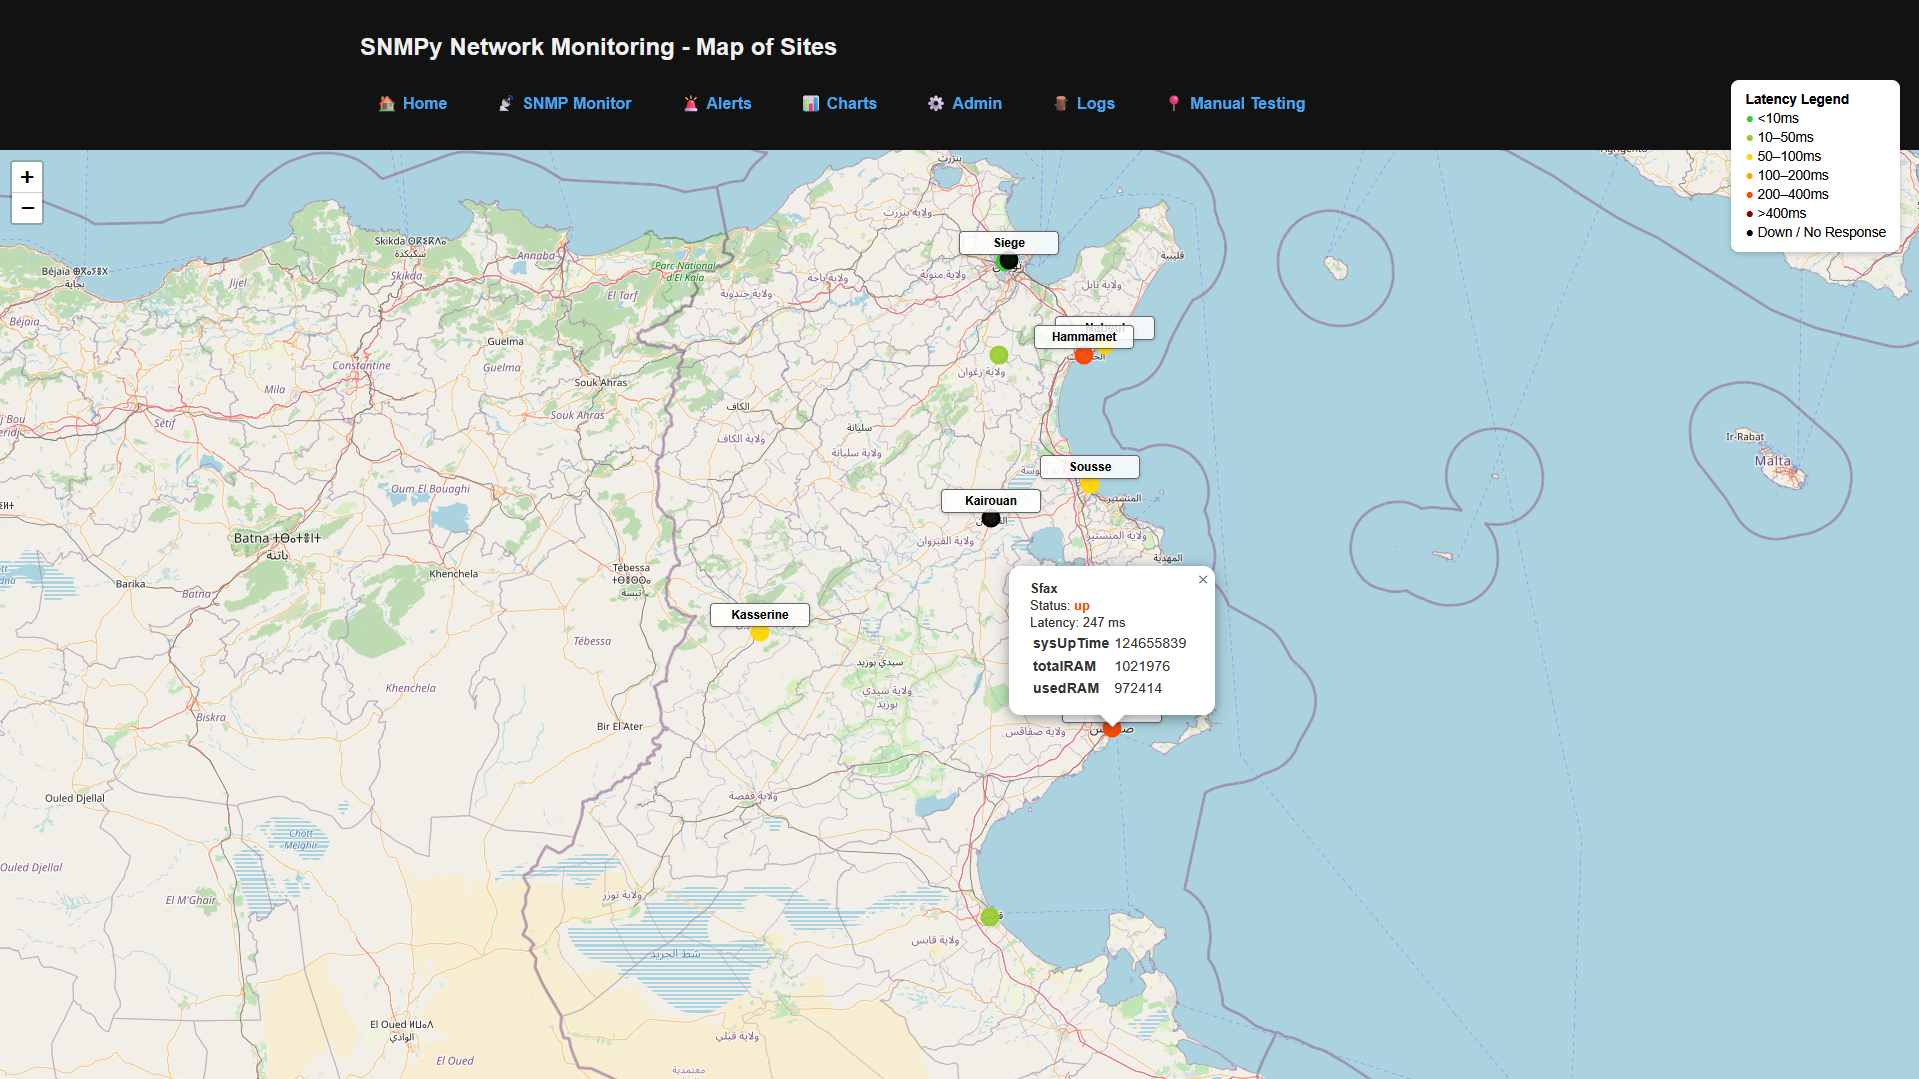 SNMPy Network Monitoring - Map of Sites
Home
SNMP Monitor
Alerts
Charts
Admin
Logs
Manual Testing
Latency Legend
<10ms
10–50ms
50–100ms
100–200ms
200–400ms
>400ms
Down / No Response
+
−
بنزرت
ولاية بنزرت
Siege
Skikda
سكيكدة
Skikda
Annaba
Parc National
d'El Kala
قليبية
Béjaïa
بجاية
Jijel
El Tarf
ولاية باجة
ولاية منوبة
ولاية جندوبة
ولاية نابل
Béjaïa
Nabeul
Hammamet
Guelma
Guelma
Constantine
Souk Ahras
Souk Ahras
ولاية زغوان
Mila
Sétif
الكاف
ولاية الكاف
سليانة
ولاية سليانة
Ir-Rabat
Malta
Sousse
Kairouan
Oum El Bouaghi
المنستير
ولاية المنستير
ولاية القيروان
المهدية
Batna
باتنة
Barika
Batna
Khenchela
Tébessa
تبسة
Tébessa
Kasserine
Sfax
×
Status: up
Latency: 247 ms
sysUpTime 124655839
totalRAM 1021976
usedRAM 972414
سيدي بوزيد
ولاية سيدي
بوزيد
Khenchela
Biskra
Bir El Ater
ولاية صفاقس
Ouled Djellal
ولاية قفصة
Chott
Melghir
Ouled Djellal
El M'Ghair
ولاية توزر
شط الجريد
ولاية قابس
El Oued
الوادي
El Oued
ولاية قبلي
معتمدية